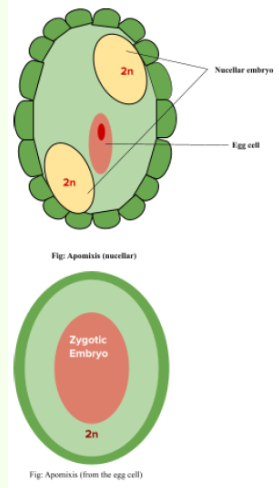 2n
Nucellar embryo
Egg cell
2n
Fig: Apomixis (nucellar)
Zygotic
Embryo
2n
Fig: Apomixis (from the egg cell)